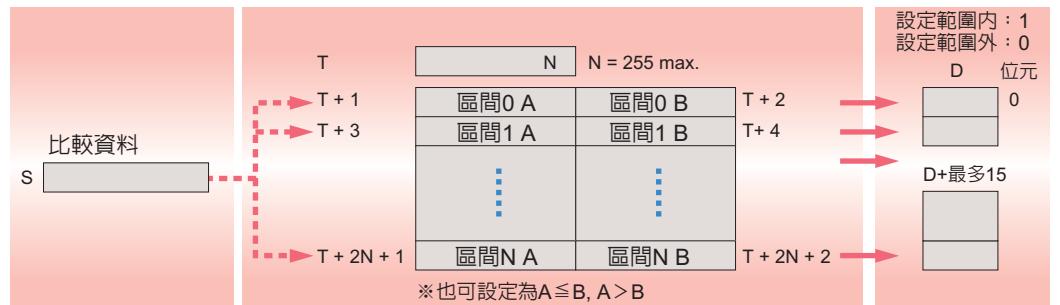 設定範圍內：1
設定範圍外：0
T
N
N = 255 max.
D
位元
T + 1
區間0 A
區間0 B
T + 2
0
T + 3
區間1 A
區間1 B
T+ 4
比較資料
S
D+最多15
T + 2N + 1
區間N A
區間N B
T + 2N + 2
※也可設定為A≦B, A＞B